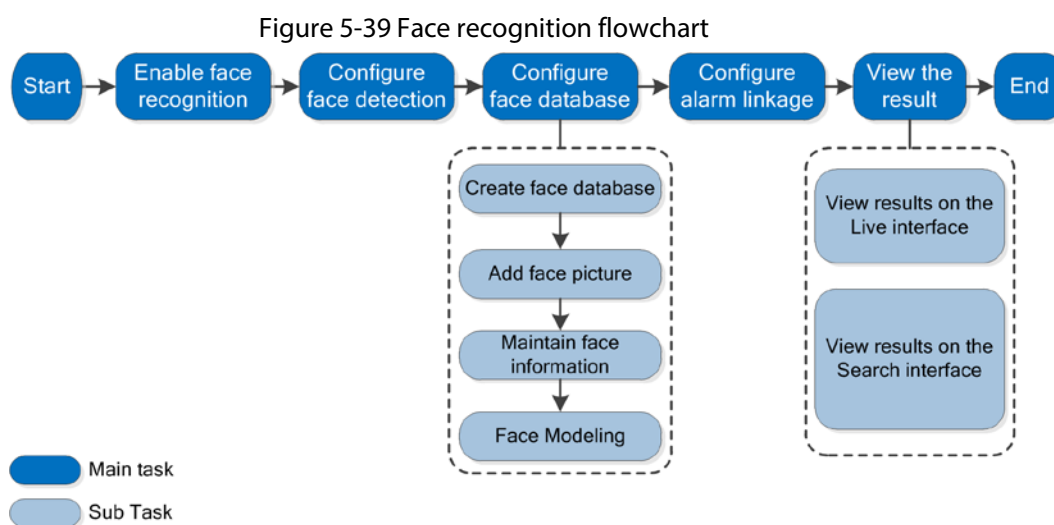 Figure 5-39 Face recognition flowchart
Start
Enable face
recognition
Configure
face detection
Configure
face database
Configure
alarm linkage
View the
result
End
Create face database
Add face picture
Maintain face
information
Face Modeling
View results on the
Live interface
View results on the
Search interface
Main task
Sub Task